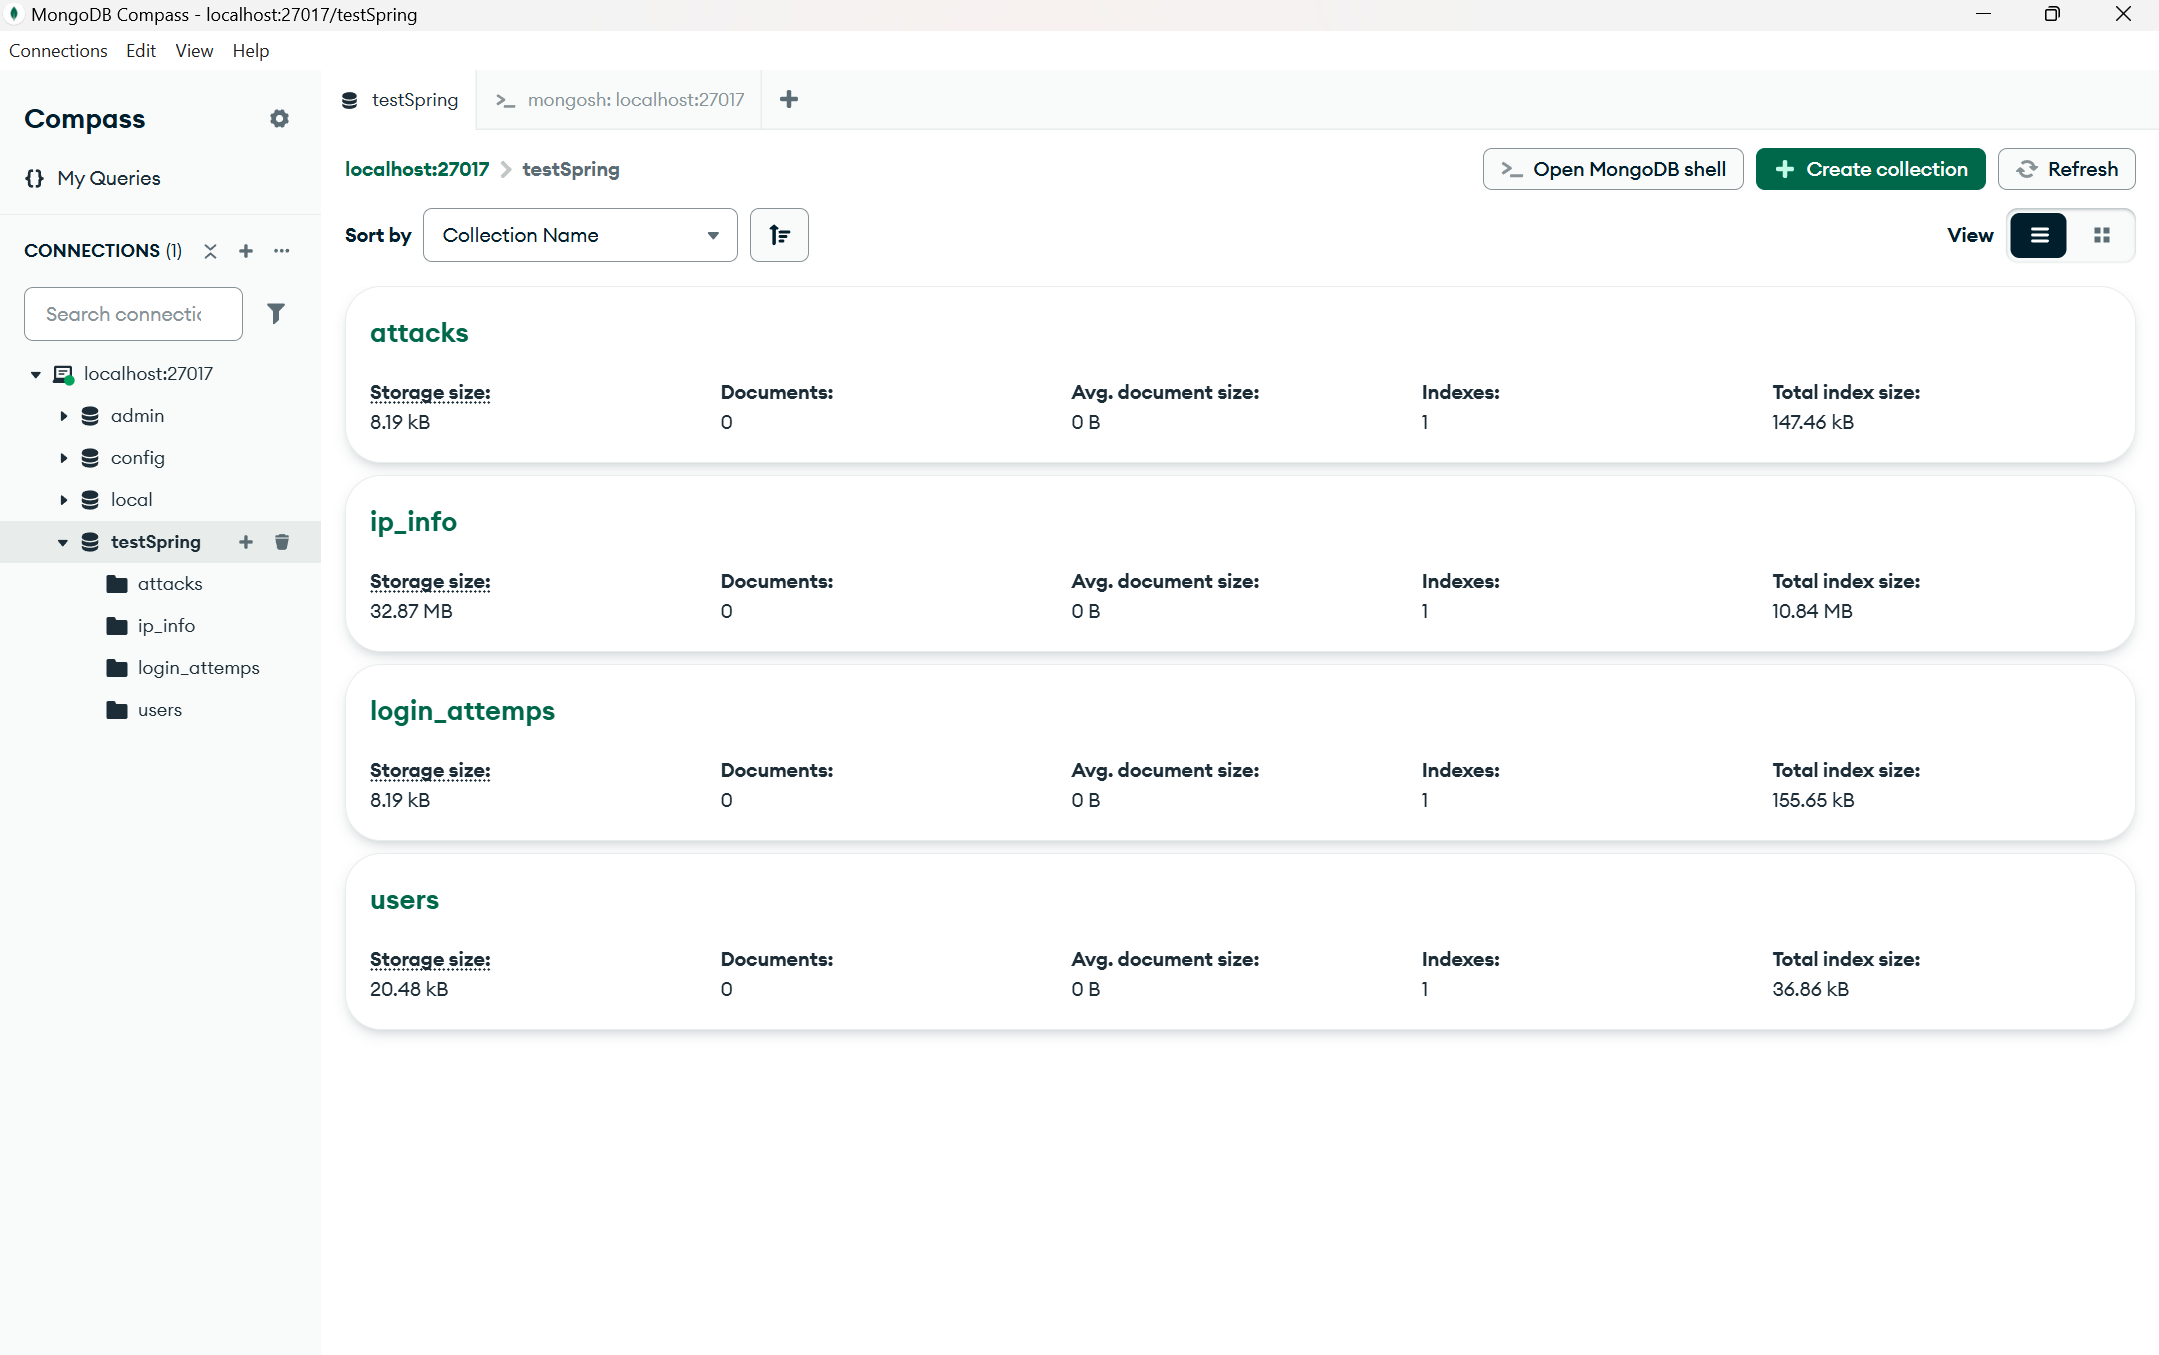 MongoDB Compass - localhost:27017/testSpring
Connections Edit View Help
Compass
My Queries
CONNECTIONS (1)
Search connectic
localhost:27017
admin
config
local
testSpring
attacks
ip_info
login_attemps
users
testSpring
mongosh: localhost:27017
localhost:27017 > testSpring
Open MongoDB shell
Create collection
Refresh
Sort by
Collection Name
View
attacks
Storage size: Documents: Avg. document size: Indexes: Total index size:
8.19 kB 0 0 B 1 147.46 kB
ip_info
Storage size: Documents: Avg. document size: Indexes: Total index size:
32.87 MB 0 0 B 1 10.84 MB
login_attemps
Storage size: Documents: Avg. document size: Indexes: Total index size:
8.19 kB 0 0 B 1 155.65 kB
users
Storage size: Documents: Avg. document size: Indexes: Total index size:
20.48 kB 0 0 B 1 36.86 kB